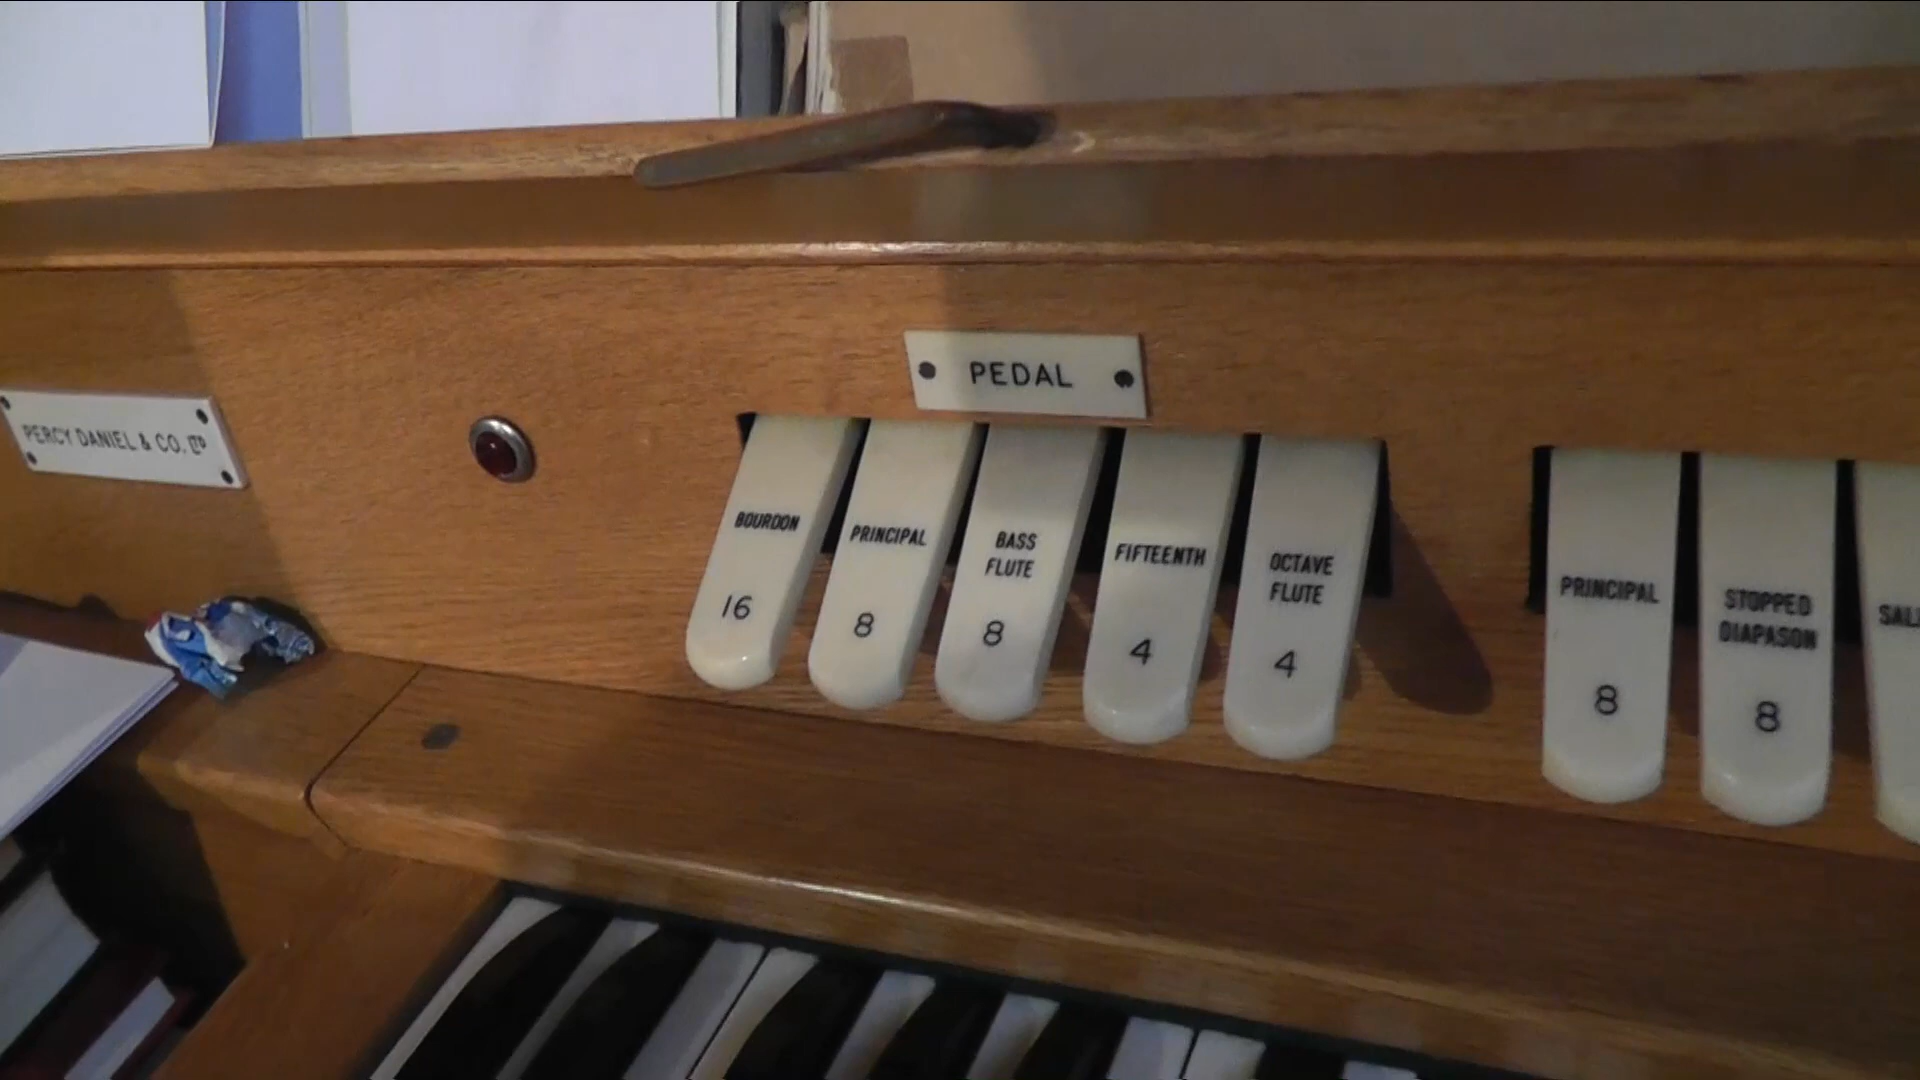 PERCY DANIEL & CO. LTD
PEDAL
BOURDON
16
PRINCIPAL
8
BASS
FLUTE
8
FIFTEENTH
4
OCTAVE
FLUTE
4
PRINCIPAL
8
STOPPED
DIAPASON
8